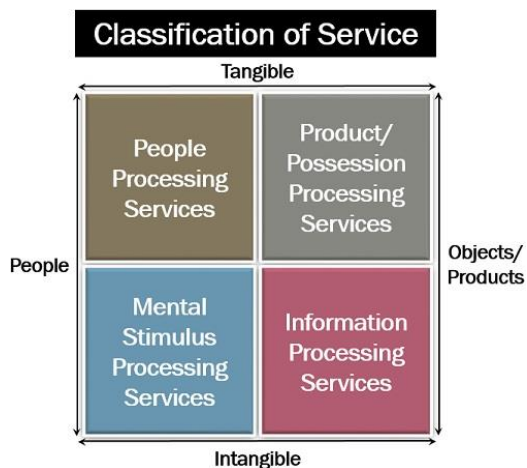 Classification of Service
Tangible
People
Processing
Services
Product/
Possession
Processing
Services
People
Objects/
Products
Mental
Stimulus
Processing
Services
Information
Processing
Services
Intangible